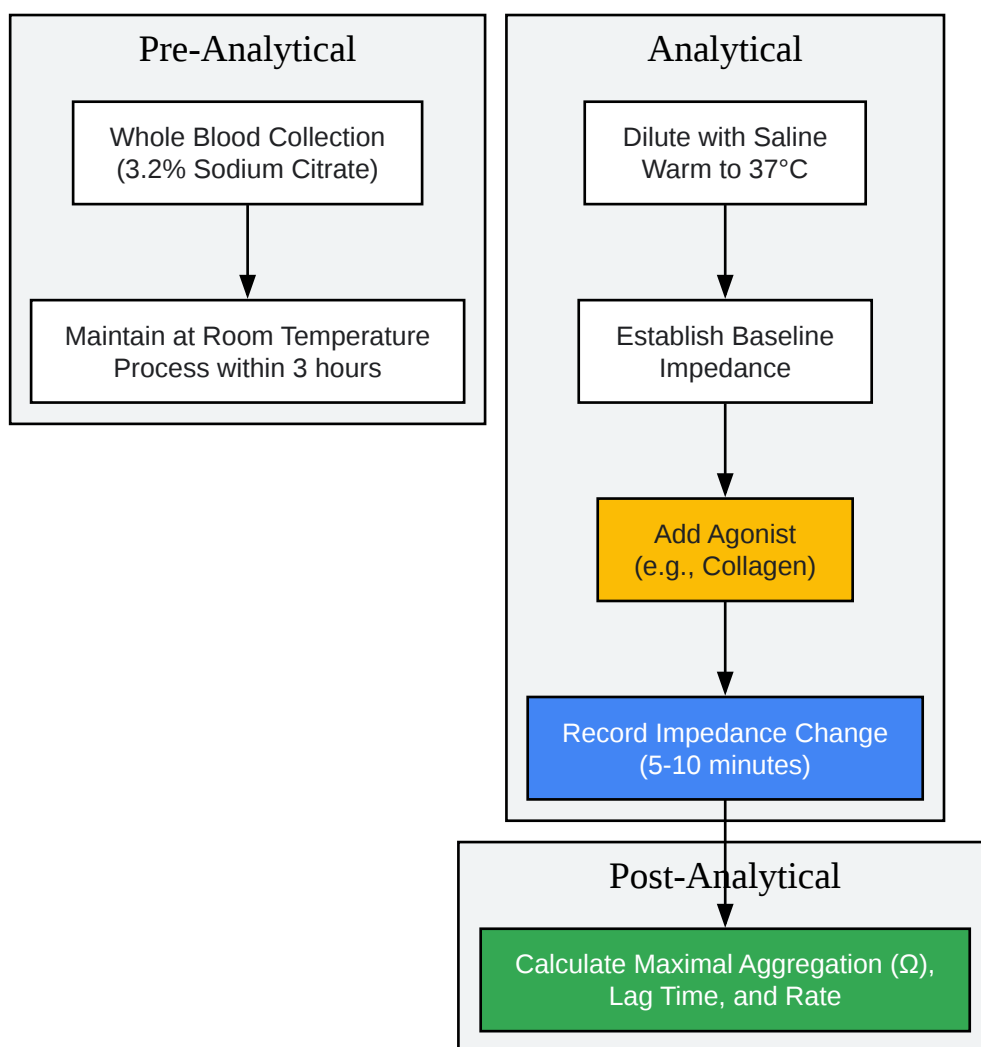 Pre-Analytical
Whole Blood Collection
(3.2% Sodium Citrate)
Maintain at Room Temperature
Process within 3 hours
Analytical
Dilute with Saline
Warm to 37°C
Establish Baseline
Impedance
Add Agonist
(e.g., Collagen)
Record Impedance Change
(5-10 minutes)
Post-Analytical
Calculate Maximal Aggregation (Ω),
Lag Time, and Rate